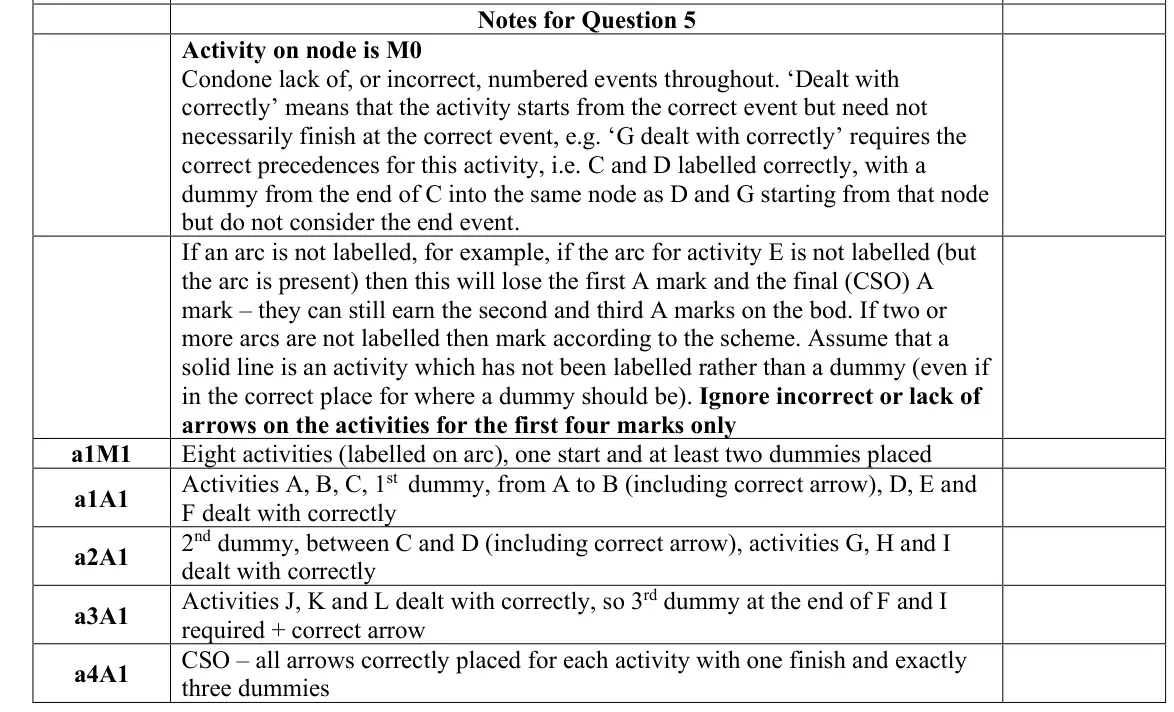 Notes for Question 5
Activity on node is M0
Condone lack of, or incorrect, numbered events throughout. ‘Dealt with
correctly’ means that the activity starts from the correct event but need not
necessarily finish at the correct event, e.g. ‘G dealt with correctly’ requires the
correct precedences for this activity, i.e. C and D labelled correctly, with a
dummy from the end of C into the same node as D and G starting from that node
but do not consider the end event.
If an arc is not labelled, for example, if the arc for activity E is not labelled (but
the arc is present) then this will lose the first A mark and the final (CSO) A
mark – they can still earn the second and third A marks on the bod. If two or
more arcs are not labelled then mark according to the scheme. Assume that a
solid line is an activity which has not been labelled rather than a dummy (even if
in the correct place for where a dummy should be). Ignore incorrect or lack of
arrows on the activities for the first four marks only
a1M1 Eight activities (labelled on arc), one start and at least two dummies placed
a1A1 Activities A, B, C, 1st dummy, from A to B (including correct arrow), D, E and
F dealt with correctly
a2A1 2nd dummy, between C and D (including correct arrow), activities G, H and I
dealt with correctly
a3A1 Activities J, K and L dealt with correctly, so 3rd dummy at the end of F and I
required + correct arrow
a4A1 CSO – all arrows correctly placed for each activity with one finish and exactly
three dummies